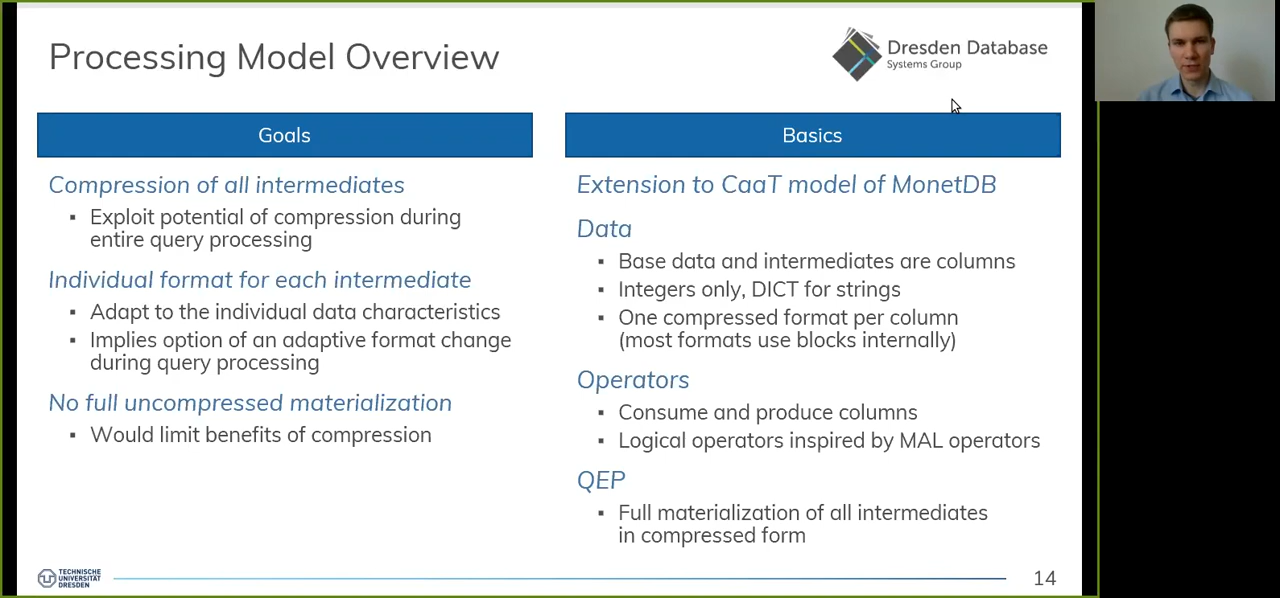 Processing Model Overview
Dresden Database
Systems Group
Goals
Compression of all intermediates
▪ Exploit potential of compression during
entire query processing
Individual format for each intermediate
▪ Adapt to the individual data characteristics
▪ Implies option of an adaptive format change
during query processing
No full uncompressed materialization
▪ Would limit benefits of compression
Basics
Extension to CaaT model of MonetDB
Data
▪ Base data and intermediates are columns
▪ Integers only, DICT for strings
▪ One compressed format per column
(most formats use blocks internally)
Operators
▪ Consume and produce columns
▪ Logical operators inspired by MAL operators
QEP
▪ Full materialization of all intermediates
in compressed form
TECHNISCHE
UNIVERSITÄT
DRESDEN
14